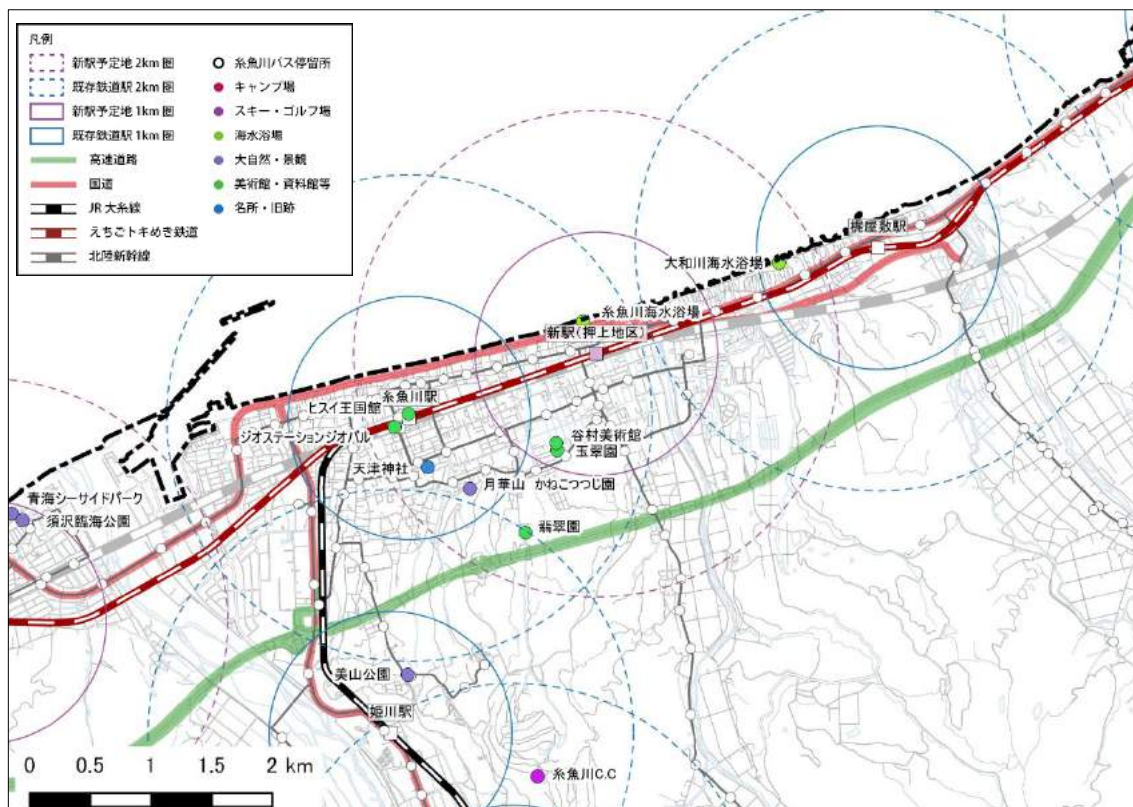 凡例
新駅予定地 2km 圏
既存鉄道駅 2km 圏
新駅予定地 1km 圏
既存鉄道駅 1km 圏
高速道路
国道
JR 大糸線
えちごトキめき鉄道
北陸新幹線
糸魚川バス停留所
キャンプ場
スキー・ゴルフ場
海水浴場
大自然・景観
美術館・資料館等
名所・旧跡
梶屋敷駅
大和川海水浴場
糸魚川海水浴場
新駅(押上地区)
糸魚川駅
ヒスイ王国館
ジオステーションジオパル
谷村美術館
玉翠園
天津神社
月華山 かねこつつじ園
青海シーサイドパーク
須沢臨海公園
翡翠園
美山公園
姫川駅
糸魚川C.C
0 0.5 1 1.5 2 km